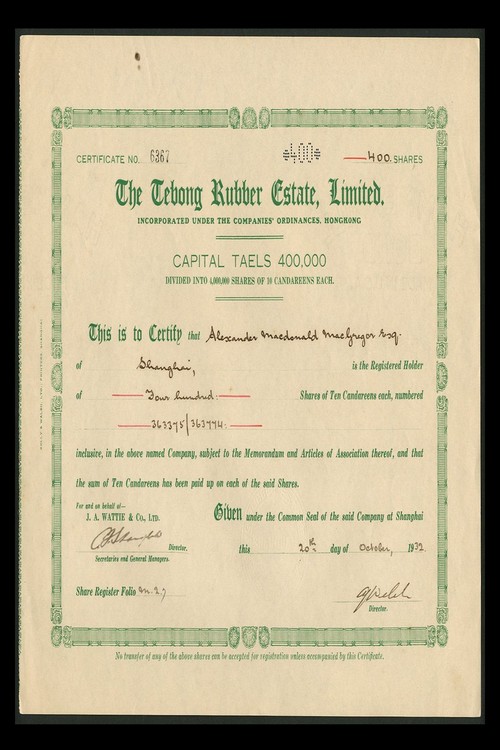 CERTIFICATE NO. 6367 *400* 400. SHARES
The Tebong Rubber Estate, Limited.
INCORPORATED UNDER THE COMPANIES' ORDINANCES, HONGKONG
CAPITAL TAELS 400,000
DIVIDED INTO 4,000,000 SHARES OF 10 CANDAREENS EACH.
This is to Certify that Alexander Macdonald MacGregor Esq.
of Shanghai, is the Registered Holder
of Four hundred. Shares of Ten Candareens each, numbered
363375/363774.
inclusive, in the above named Company, subject to the Memorandum and Articles of Association thereof, and that
the sum of Ten Candareens has been paid up on each of the said Shares.
For and on behalf of—
J. A. WATTIE & CO., LTD.
Director.
Secretaries and General Managers.
Given under the Common Seal of the said Company at Shanghai
this 20th day of October, 1932
Share Register Folio
Director.
No transfer of any of the above shares can be accepted for registration unless accompanied by this Certificate.